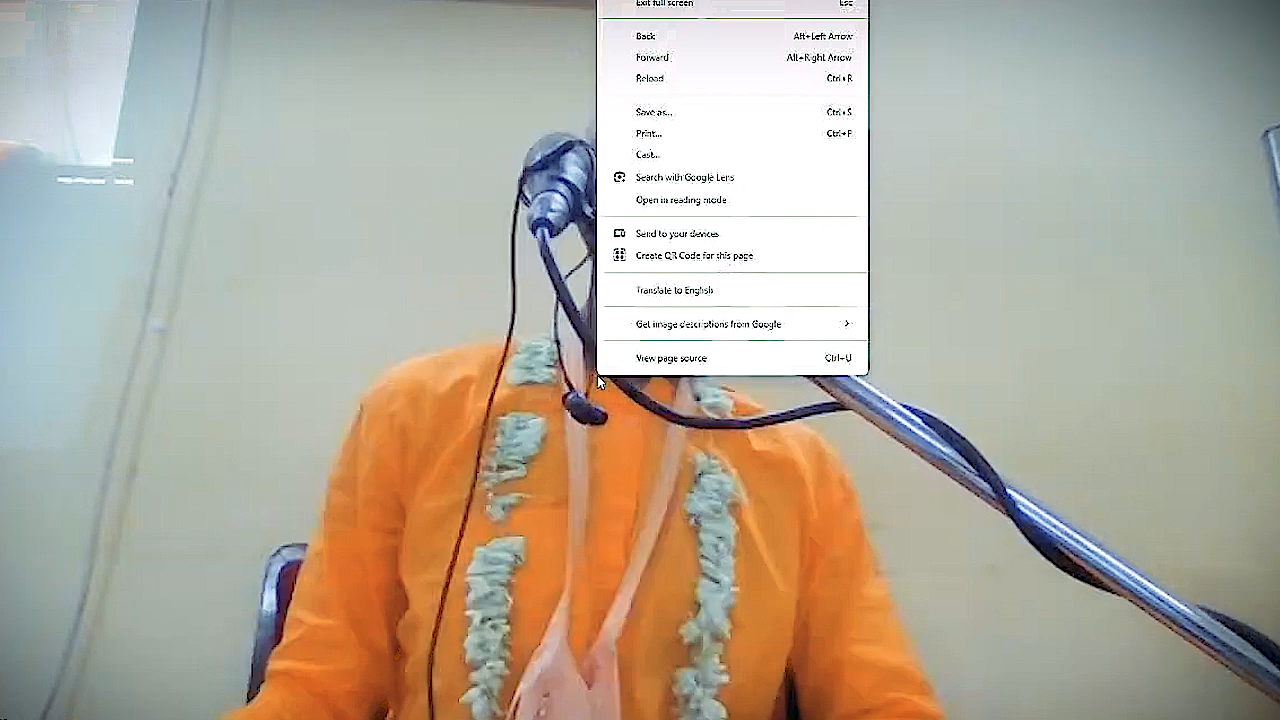 Exit full screen Esc
Back Alt+Left Arrow
Forward Alt+Right Arrow
Reload Ctrl+R
Save as... Ctrl+S
Print... Ctrl+P
Cast...
Search with Google Lens
Open in reading mode
Send to your devices
Create QR Code for this page
Translate to English
Get image descriptions from Google
View page source Ctrl+U